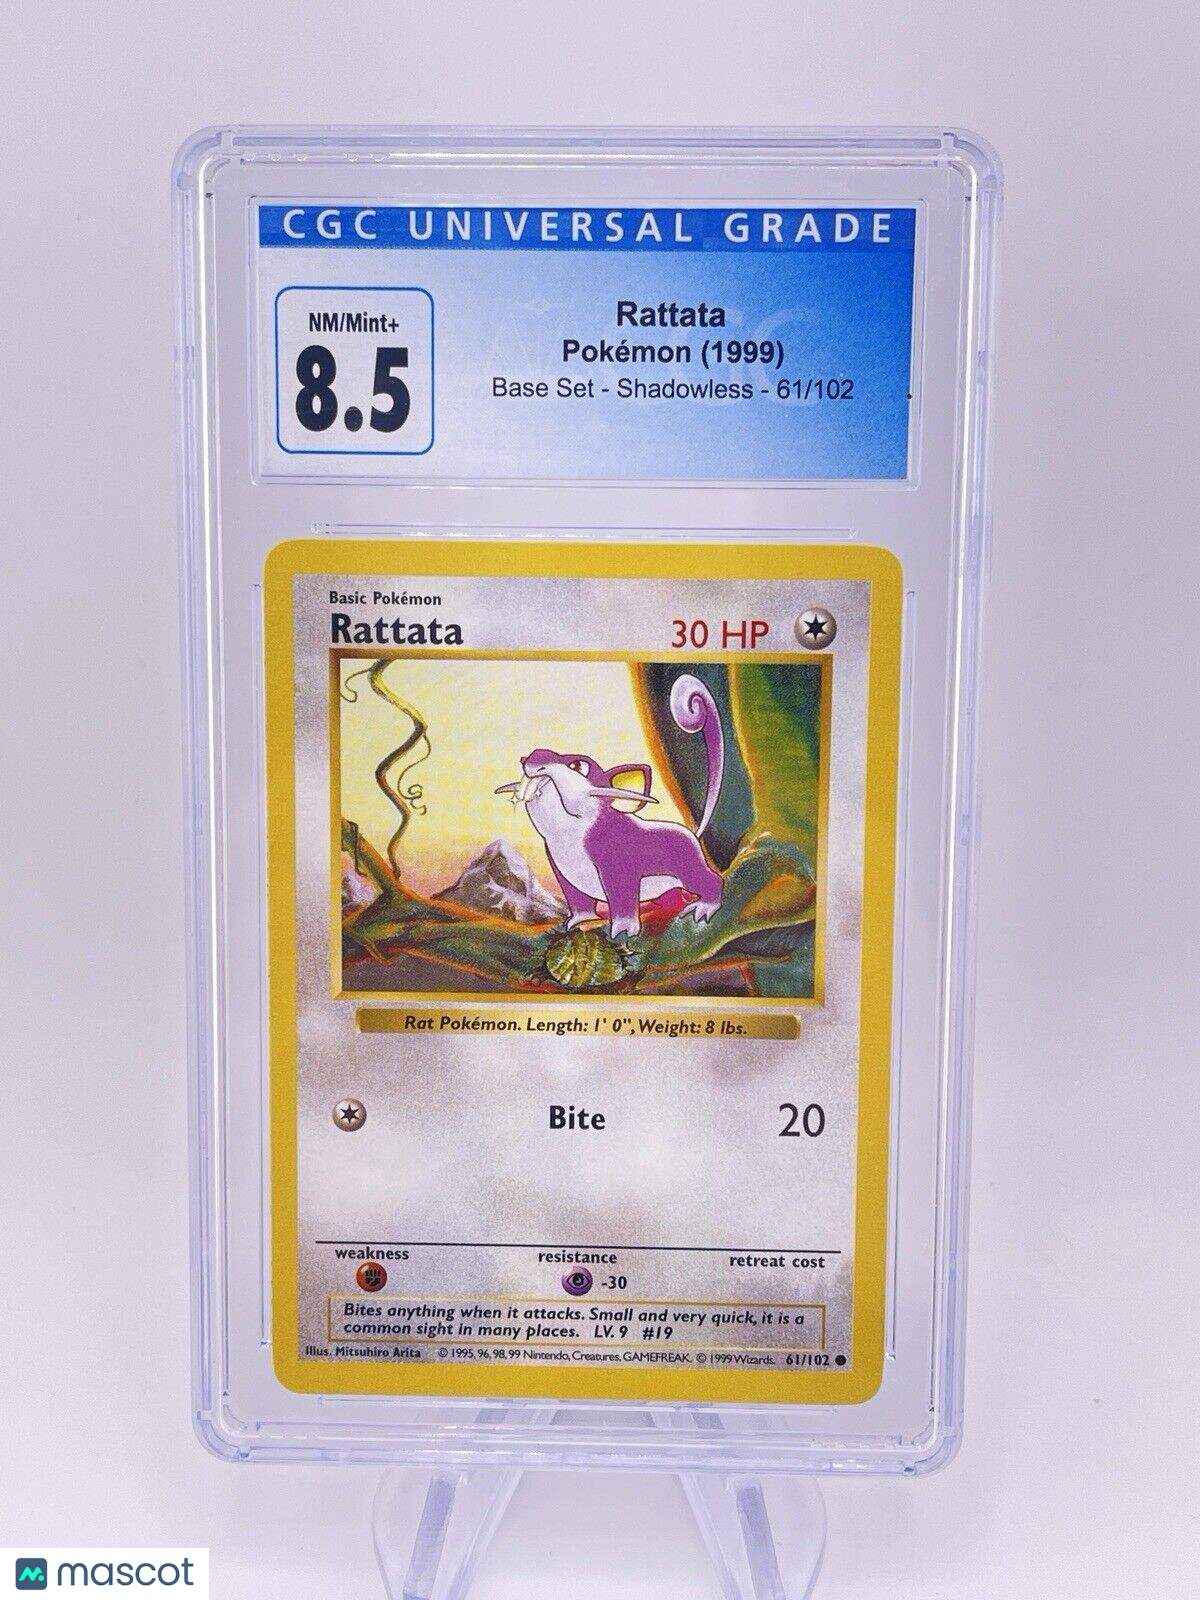 CGC UNIVERSAL GRADE
NM/Mint+
8.5
Rattata
Pokémon (1999)
Base Set - Shadowless - 61/102
Basic Pokémon
Rattata 30 HP
Rat Pokémon. Length: 1' 0", Weight: 8 lbs.
Bite 20
weakness resistance retreat cost
-30
Bites anything when it attacks. Small and very quick, it is a
common sight in many places. LV. 9 #19
Illus. Mitsuhiro Arita © 1995, 96, 98, 99 Nintendo, Creatures, GAMEFREAK. © 1999 Wizards. 61/102
mascot